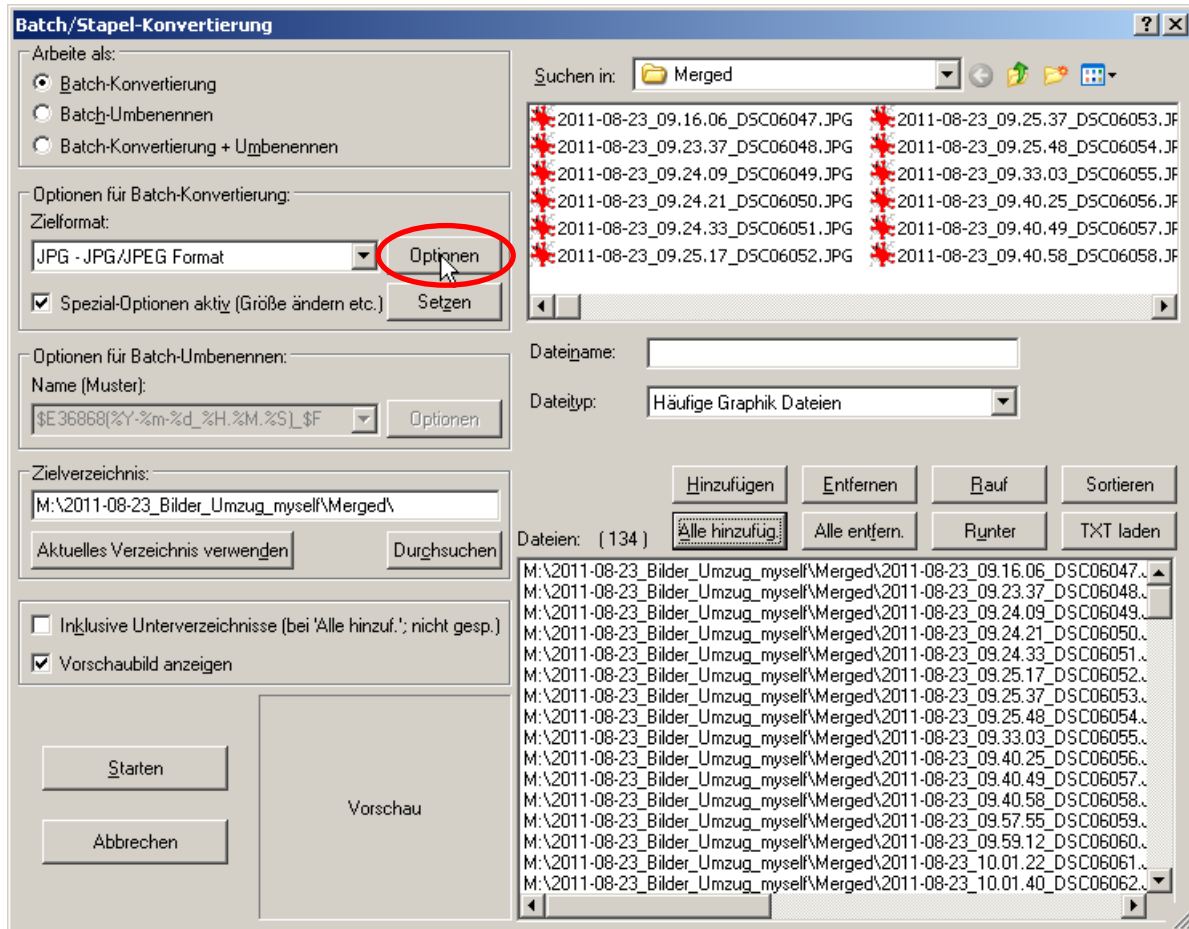 Batch/Stapel-Konvertierung
Arbeite als:
Batch-Konvertierung
Batch-Umbenennen
Batch-Konvertierung + Umbenennen
Optionen für Batch-Konvertierung:
Zielformat:
JPG - JPG/JPEG Format
Optionen
Spezial-Optionen aktiv (Größe ändern etc.)
Setzen
Optionen für Batch-Umbenennen:
Name (Muster):
$E36868(%Y-%m-%d_%H.%M.%S)_$F
Optionen
Zielverzeichnis:
M:\2011-08-23_Bilder_Umzug_myself\Merged\
Aktuelles Verzeichnis verwenden
Durchsuchen
Inklusive Unterverzeichnisse (bei 'Alle hinzuf.'; nicht gesp.)
Vorschaubild anzeigen
Starten
Abbrechen
Vorschau
Suchen in:
Merged
2011-08-23_09.16.06_DSC06047.JPG
2011-08-23_09.23.37_DSC06048.JPG
2011-08-23_09.24.09_DSC06049.JPG
2011-08-23_09.24.21_DSC06050.JPG
2011-08-23_09.24.33_DSC06051.JPG
2011-08-23_09.25.17_DSC06052.JPG
2011-08-23_09.25.37_DSC06053.JP
2011-08-23_09.25.48_DSC06054.JP
2011-08-23_09.33.03_DSC06055.JP
2011-08-23_09.40.25_DSC06056.JP
2011-08-23_09.40.49_DSC06057.JP
2011-08-23_09.40.58_DSC06058.JP
Dateiname:
Dateityp:
Häufige Graphik Dateien
Hinzufügen
Entfernen
Rauf
Sortieren
Dateien: ( 134 )
Alle hinzufüg.
Alle entfern.
Runter
TXT laden
M:\2011-08-23_Bilder_Umzug_myself\Merged\2011-08-23_09.16.06_DSC06047.
M:\2011-08-23_Bilder_Umzug_myself\Merged\2011-08-23_09.23.37_DSC06048.
M:\2011-08-23_Bilder_Umzug_myself\Merged\2011-08-23_09.24.09_DSC06049.
M:\2011-08-23_Bilder_Umzug_myself\Merged\2011-08-23_09.24.21_DSC06050.
M:\2011-08-23_Bilder_Umzug_myself\Merged\2011-08-23_09.24.33_DSC06051.
M:\2011-08-23_Bilder_Umzug_myself\Merged\2011-08-23_09.25.17_DSC06052.
M:\2011-08-23_Bilder_Umzug_myself\Merged\2011-08-23_09.25.37_DSC06053.
M:\2011-08-23_Bilder_Umzug_myself\Merged\2011-08-23_09.25.48_DSC06054.
M:\2011-08-23_Bilder_Umzug_myself\Merged\2011-08-23_09.33.03_DSC06055.
M:\2011-08-23_Bilder_Umzug_myself\Merged\2011-08-23_09.40.25_DSC06056.
M:\2011-08-23_Bilder_Umzug_myself\Merged\2011-08-23_09.40.49_DSC06057.
M:\2011-08-23_Bilder_Umzug_myself\Merged\2011-08-23_09.40.58_DSC06058.
M:\2011-08-23_Bilder_Umzug_myself\Merged\2011-08-23_09.57.55_DSC06059.
M:\2011-08-23_Bilder_Umzug_myself\Merged\2011-08-23_09.59.12_DSC06060.
M:\2011-08-23_Bilder_Umzug_myself\Merged\2011-08-23_10.01.22_DSC06061.
M:\2011-08-23_Bilder_Umzug_myself\Merged\2011-08-23_10.01.40_DSC06062.